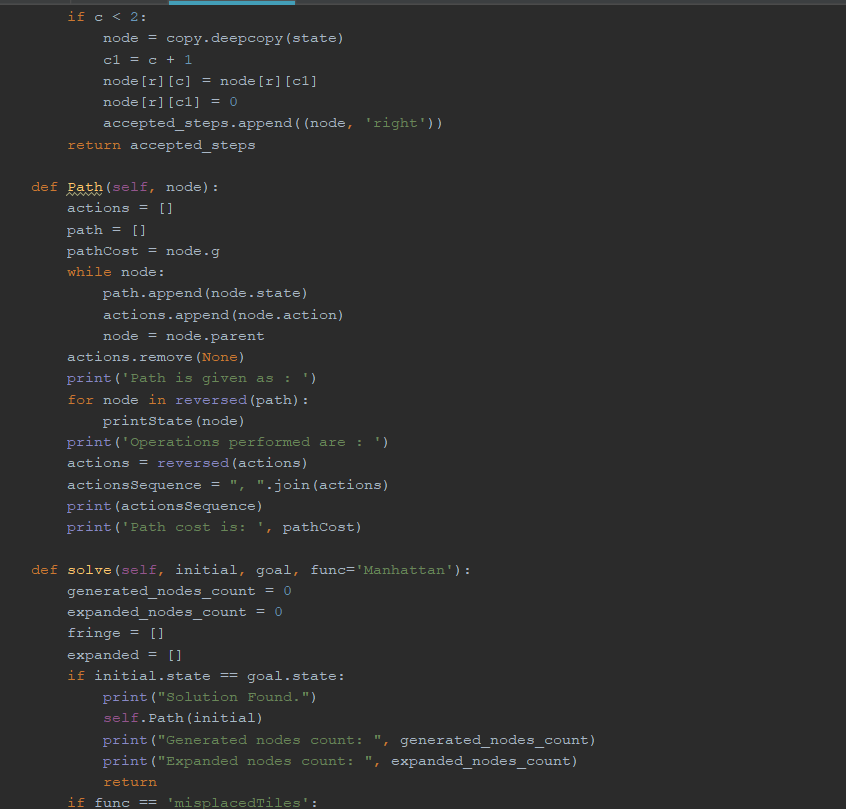 if c < 2:
            node = copy.deepcopy(state)
            c1 = c + 1
            node[r][c] = node[r][c1]
            node[r][c1] = 0
            accepted_steps.append((node, 'right'))
        return accepted_steps

    def Path(self, node):
        actions = []
        path = []
        pathCost = node.g
        while node:
            path.append(node.state)
            actions.append(node.action)
            node = node.parent
        actions.remove(None)
        print('Path is given as : ')
        for node in reversed(path):
            printState(node)
        print('Operations performed are : ')
        actions = reversed(actions)
        actionsSequence = ", ".join(actions)
        print(actionsSequence)
        print('Path cost is: ', pathCost)

    def solve(self, initial, goal, func='Manhattan'):
        generated_nodes_count = 0
        expanded_nodes_count = 0
        fringe = []
        expanded = []
        if initial.state == goal.state:
            print("Solution Found.")
            self.Path(initial)
            print("Generated nodes count: ", generated_nodes_count)
            print("Expanded nodes count: ", expanded_nodes_count)
            return
        if func == 'misplacedTiles':